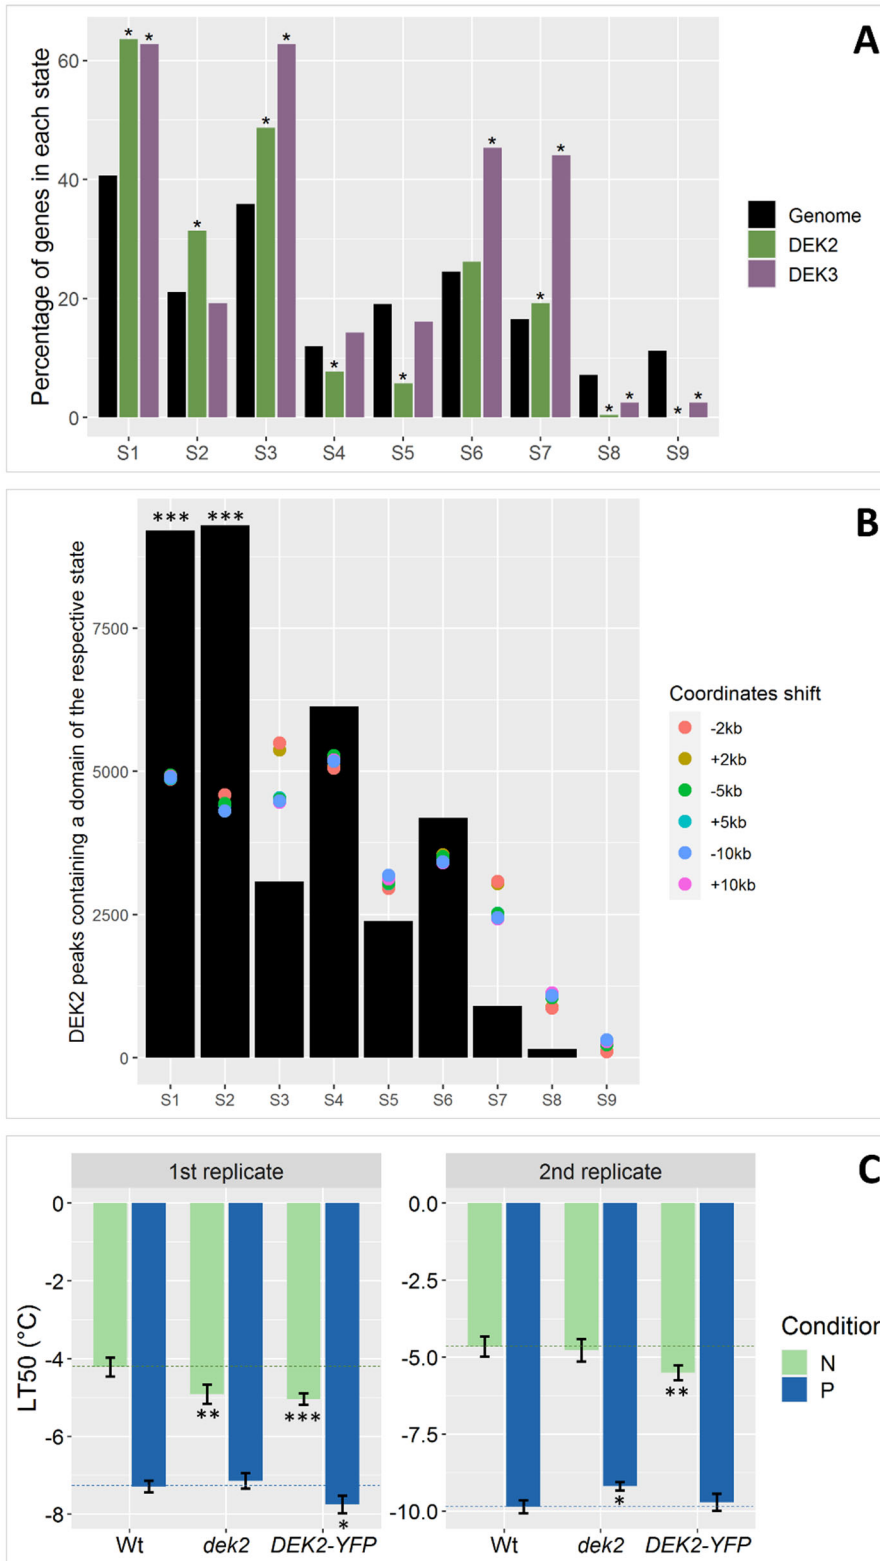 A
Percentage of genes in each state
60
40
20
0
* * * * * * * * * * * * * *
S1 S2 S3 S4 S5 S6 S7 S8 S9
Genome
DEK2
DEK3
B
DEK2 peaks containing a domain of the respective state
7500
5000
2500
0
*** ***
S1 S2 S3 S4 S5 S6 S7 S8 S9
Coordinates shift
-2kb
+2kb
-5kb
+5kb
-10kb
+10kb
C
1st replicate 2nd replicate
LT50 (°C)
0
-2
-4
-6
-8
** *** *
Wt dek2 DEK2-YFP
0.0
-2.5
-5.0
-7.5
-10.0
** *
Wt dek2 DEK2-YFP
Condition
N
P